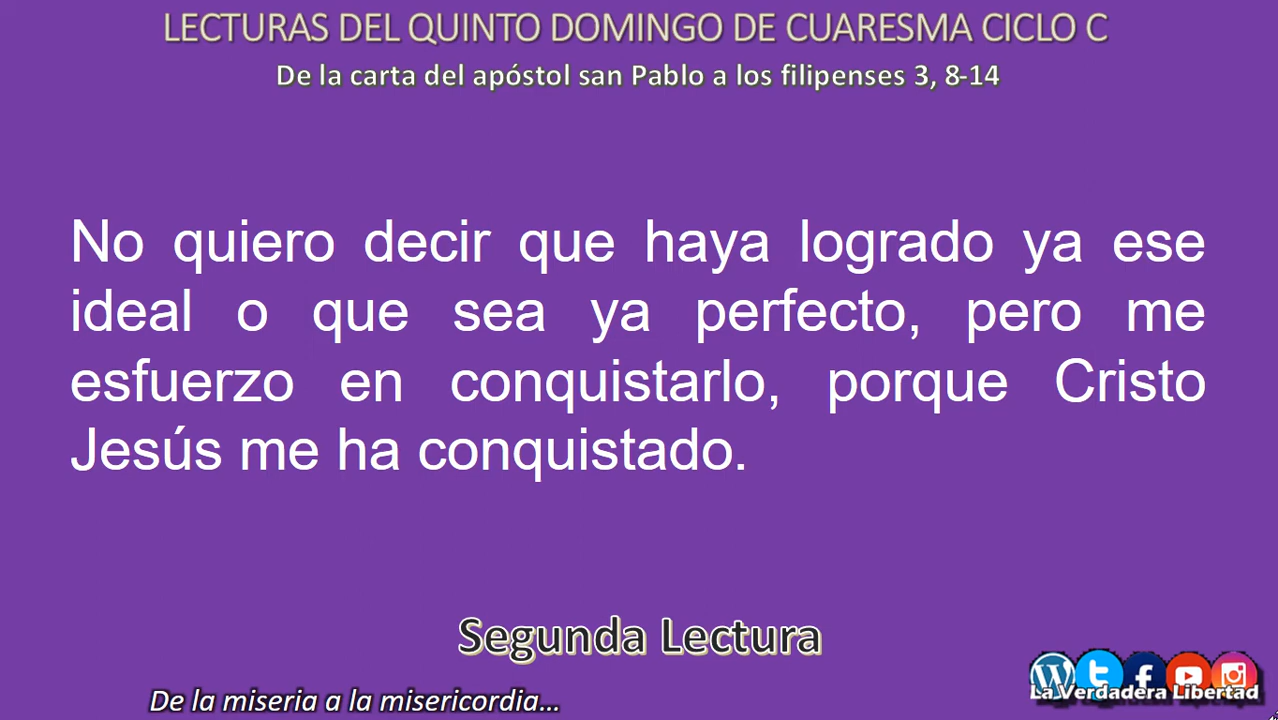 LECTURAS DEL QUINTO DOMINGO DE CUARESMA CICLO C
De la carta del apóstol san Pablo a los filipenses 3, 8-14
No quiero decir que haya logrado ya ese
ideal o que sea ya perfecto, pero me
esfuerzo en conquistarlo, porque Cristo
Jesús me ha conquistado.
Segunda Lectura
La Verdadera Libertad
De la miseria a la misericordia...